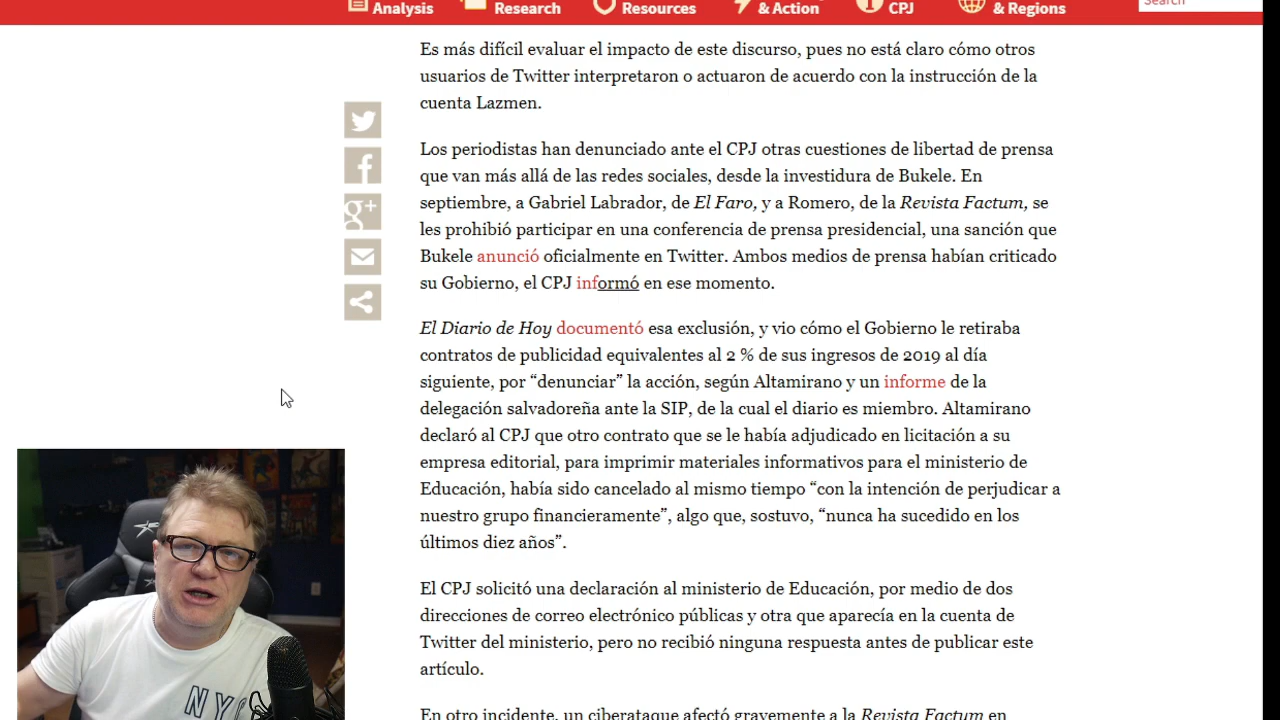 Analysis
Research
Resources
& Action
CPJ
& Regions
Search
Es más difícil evaluar el impacto de este discurso, pues no está claro cómo otros
usuarios de Twitter interpretaron o actuaron de acuerdo con la instrucción de la
cuenta Lazmen.
Los periodistas han denunciado ante el CPJ otras cuestiones de libertad de prensa
que van más allá de las redes sociales, desde la investidura de Bukele. En
septiembre, a Gabriel Labrador, de El Faro, y a Romero, de la Revista Factum, se
les prohibió participar en una conferencia de prensa presidencial, una sanción que
Bukele anunció oficialmente en Twitter. Ambos medios de prensa habían criticado
su Gobierno, el CPJ informó en ese momento.
El Diario de Hoy documentó esa exclusión, y vio cómo el Gobierno le retiraba
contratos de publicidad equivalentes al 2 % de sus ingresos de 2019 al día
siguiente, por “denunciar” la acción, según Altamirano y un informe de la
delegación salvadoreña ante la SIP, de la cual el diario es miembro. Altamirano
declaró al CPJ que otro contrato que se le había adjudicado en licitación a su
empresa editorial, para imprimir materiales informativos para el ministerio de
Educación, había sido cancelado al mismo tiempo “con la intención de perjudicar a
nuestro grupo financieramente”, algo que, sostuvo, “nunca ha sucedido en los
últimos diez años”.
El CPJ solicitó una declaración al ministerio de Educación, por medio de dos
direcciones de correo electrónico públicas y otra que aparecía en la cuenta de
Twitter del ministerio, pero no recibió ninguna respuesta antes de publicar este
artículo.
En otro incidente, un ciberataque afectó gravemente a la Revista Factum en
g+
NYC